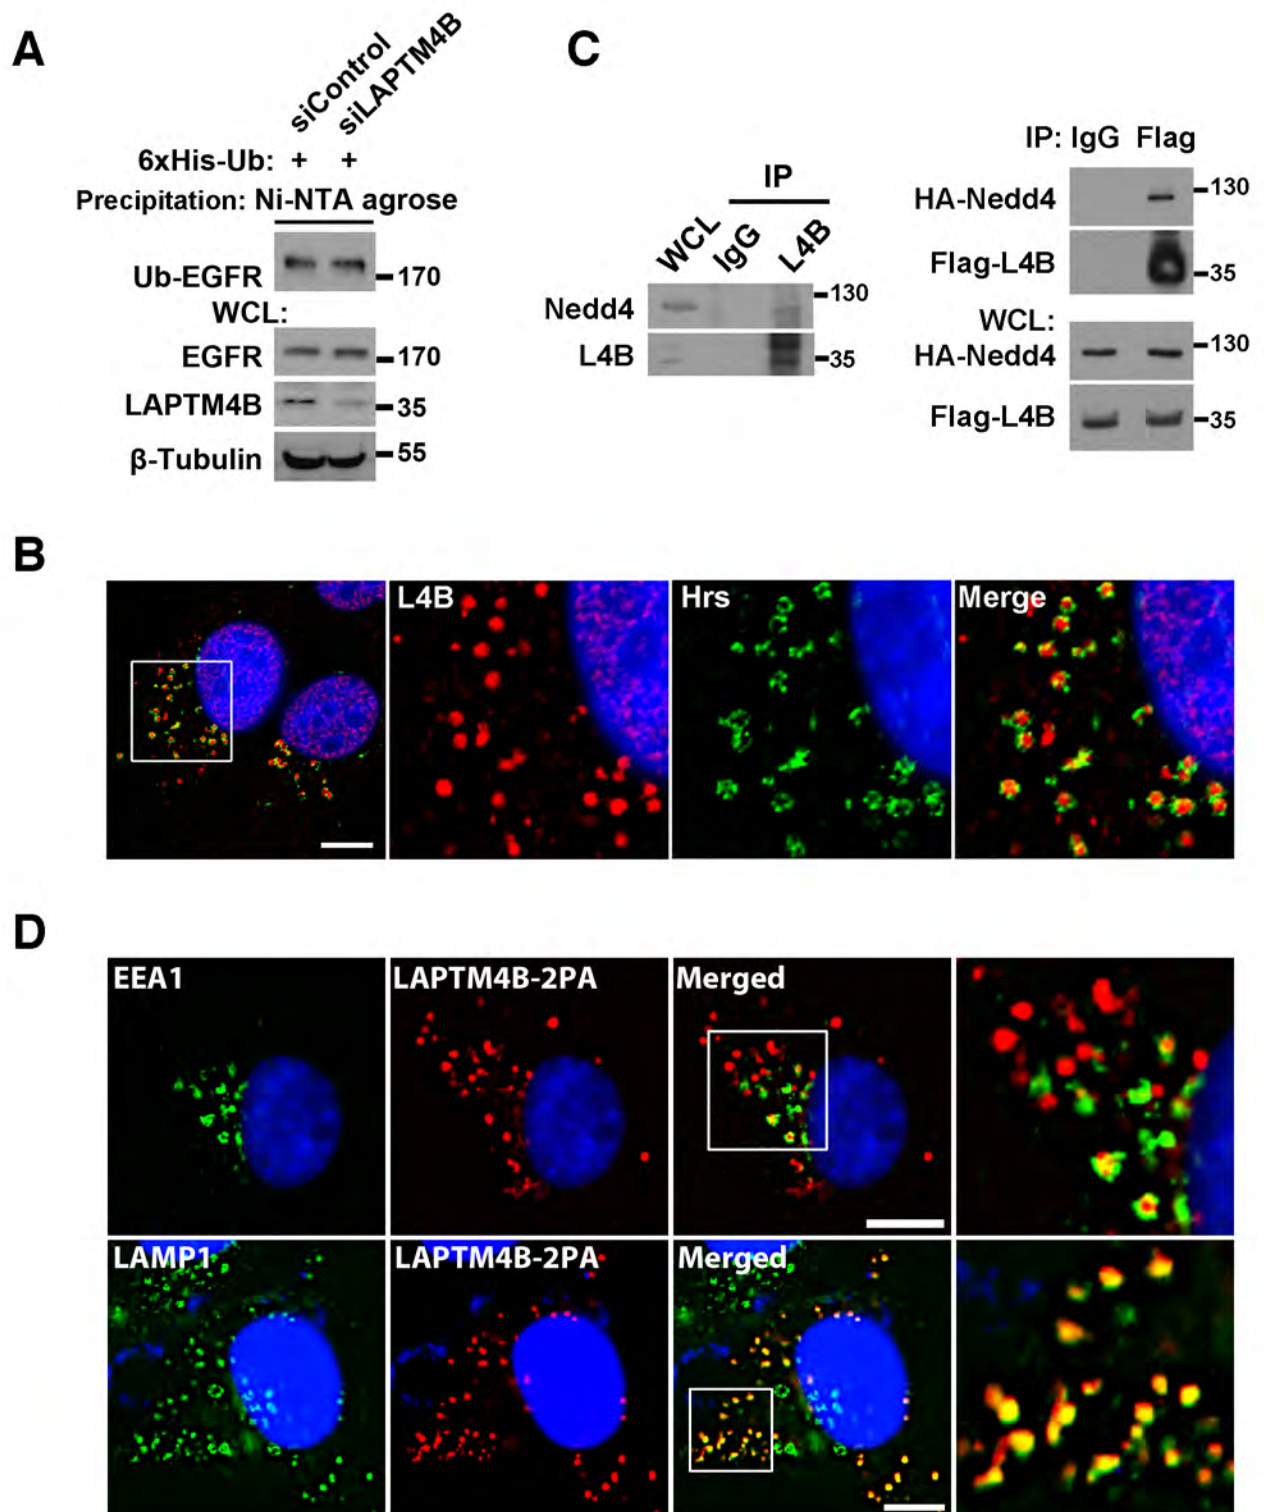 A
siControl
siLAPTM4B
6xHis-Ub: + +
Precipitation: Ni-NTA agrose
Ub-EGFR 170
WCL:
EGFR 170
LAPTM4B 35
β-Tubulin 55
C
IP
WCL IgG L4B
Nedd4 130
L4B 35
IP: IgG Flag
HA-Nedd4 130
Flag-L4B 35
WCL:
HA-Nedd4 130
Flag-L4B 35
B
L4B Hrs Merge
D
EEA1 LAPTM4B-2PA Merged
LAMP1 LAPTM4B-2PA Merged